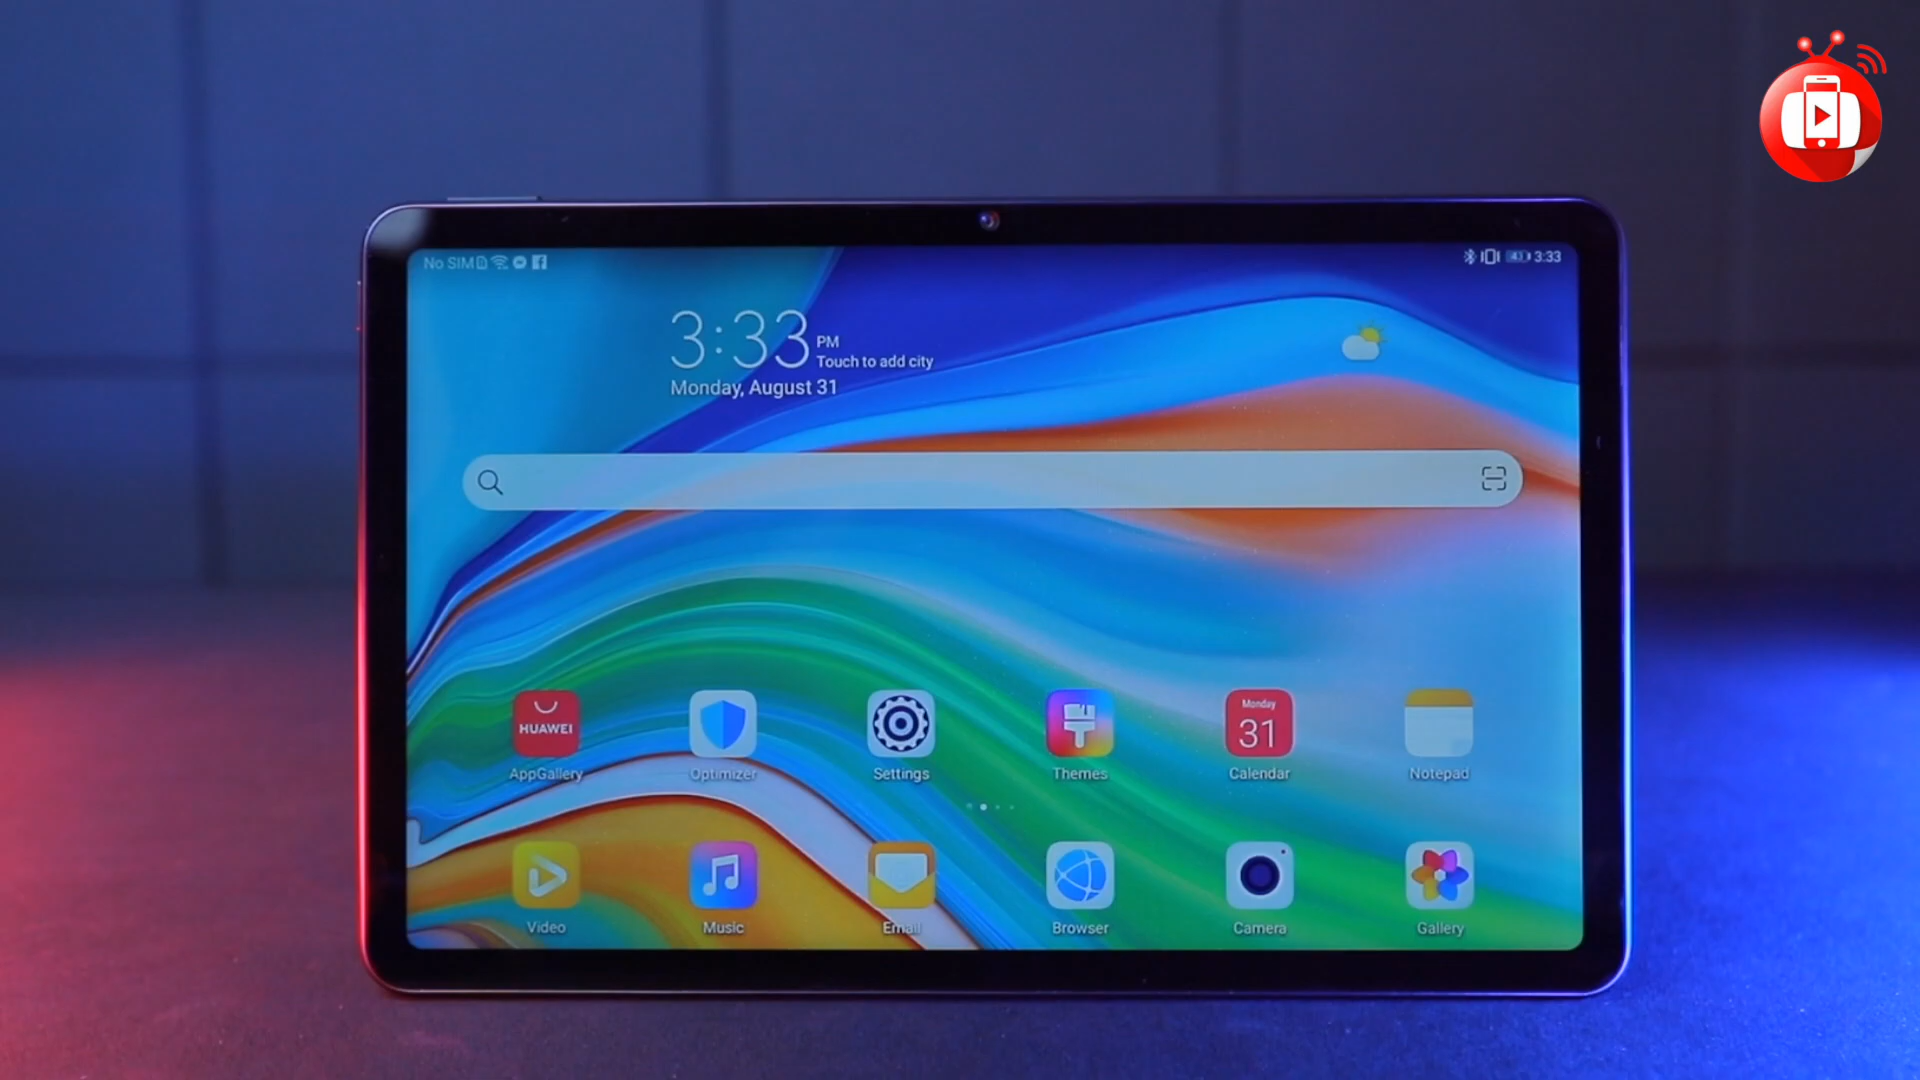 No SIM
43 3:33
3:33 PM
Touch to add city
Monday, August 31
HUAWEI
Monday
31
AppGallery
Optimizer
Settings
Themes
Calendar
Notepad
Video
Music
Email
Browser
Camera
Gallery